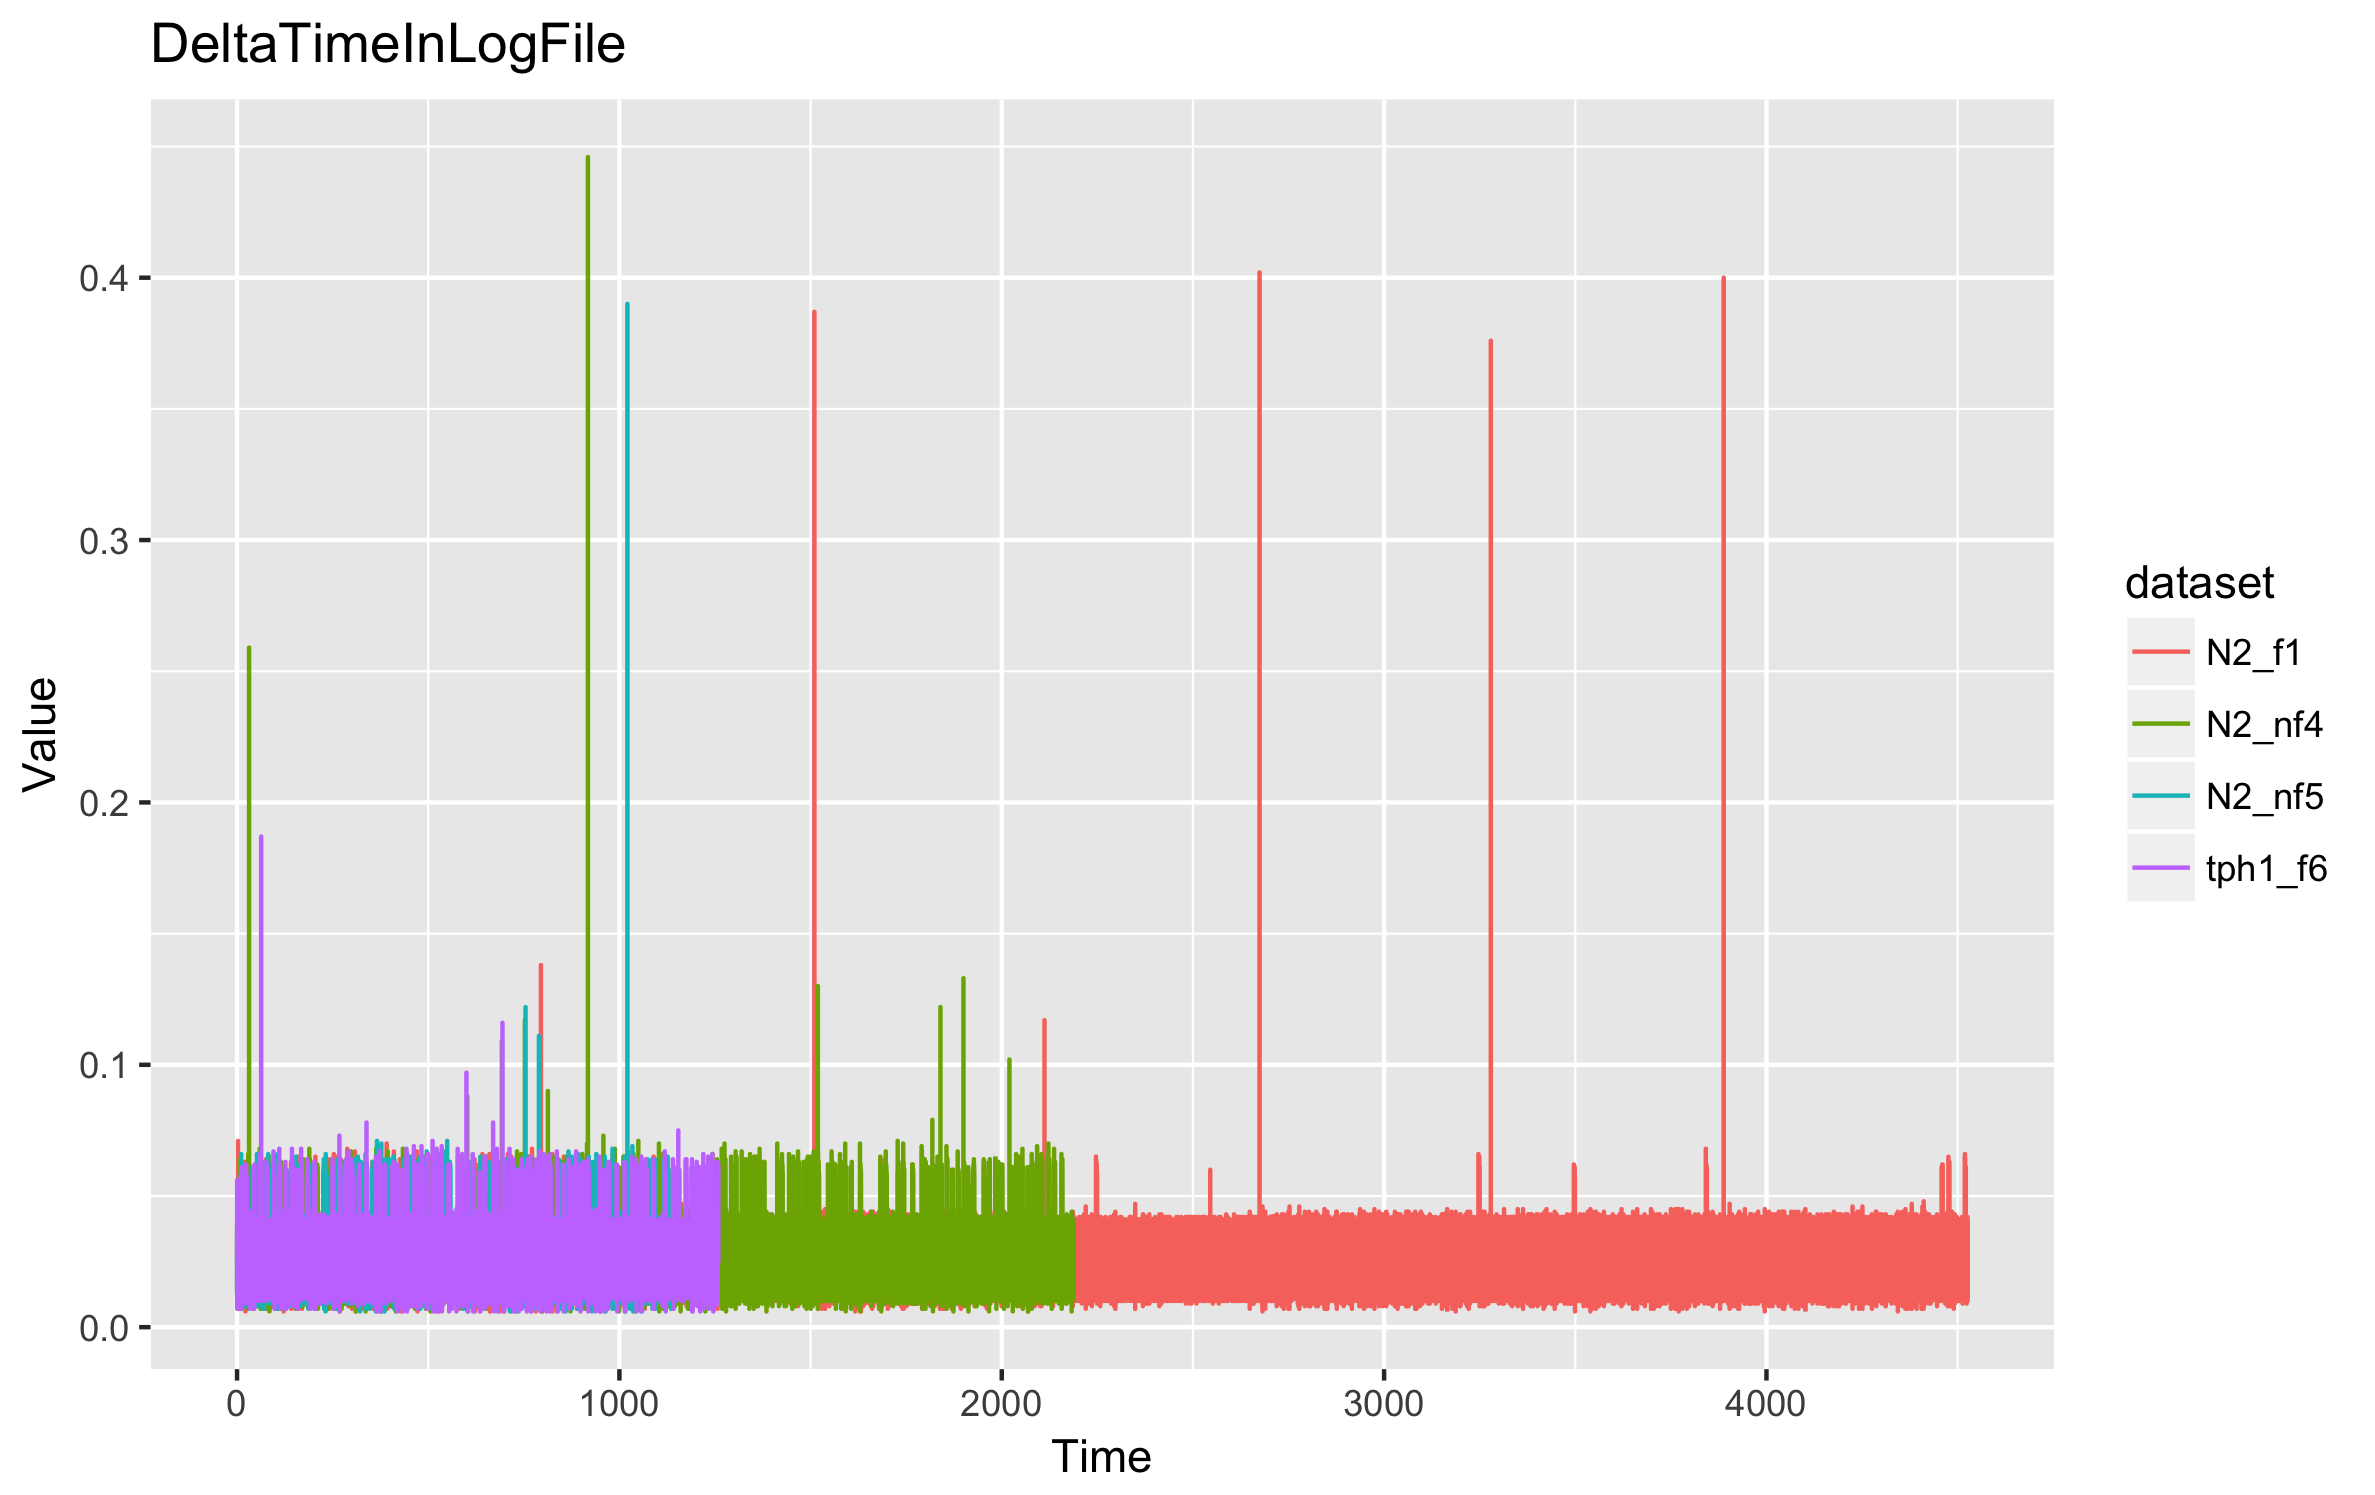 DeltaTimeInLogFile
Value
0.4
0.3
0.2
0.1
0.0
0 1000 2000 3000 4000
Time
dataset
N2_f1
N2_nf4
N2_nf5
tph1_f6